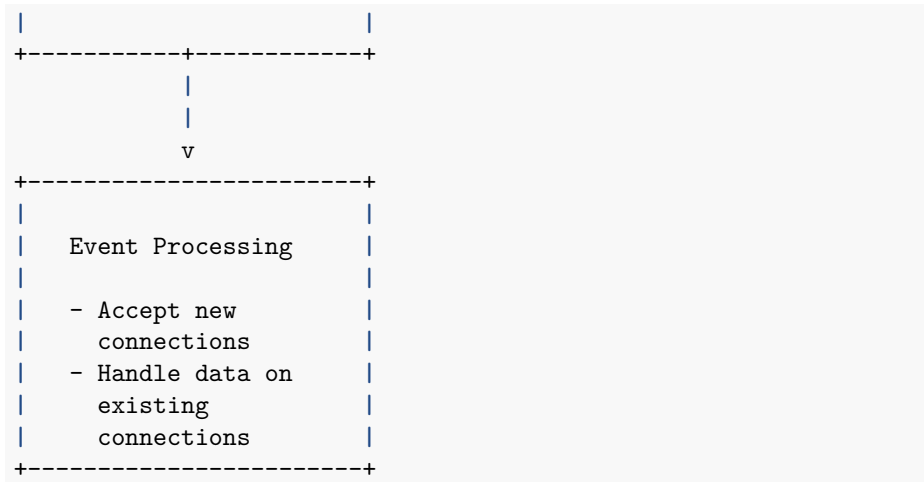 |                        |
+-----------+------------+
            |
            |
            v
+------------------------+
|                        |
|   Event Processing     |
|                        |
|   - Accept new         |
|     connections        |
|   - Handle data on     |
|     existing           |
|     connections        |
+------------------------+